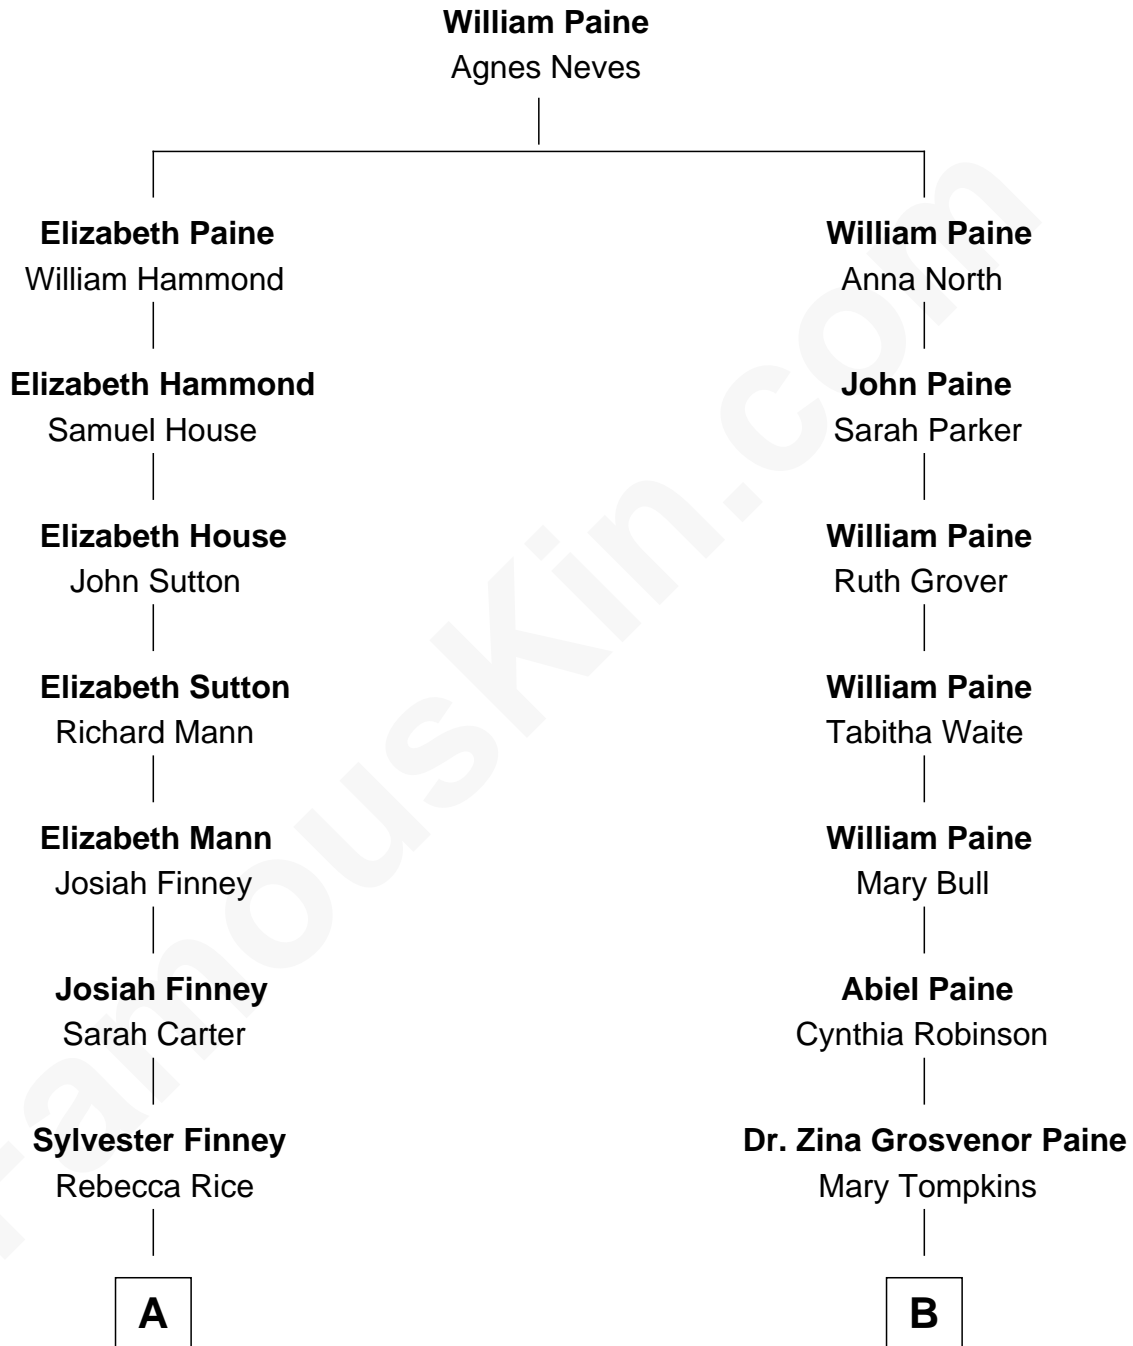 William Paine
Agnes Neves
Elizabeth Paine
William Hammond
William Paine
Anna North
Elizabeth Hammond
Samuel House
John Paine
Sarah Parker
Elizabeth House
John Sutton
William Paine
Ruth Grover
Elizabeth Sutton
Richard Mann
William Paine
Tabitha Waite
Elizabeth Mann
Josiah Finney
William Paine
Mary Bull
Josiah Finney
Sarah Carter
Abiel Paine
Cynthia Robinson
Sylvester Finney
Rebecca Rice
Dr. Zina Grosvenor Paine
Mary Tompkins
A
B
FamousKin.com